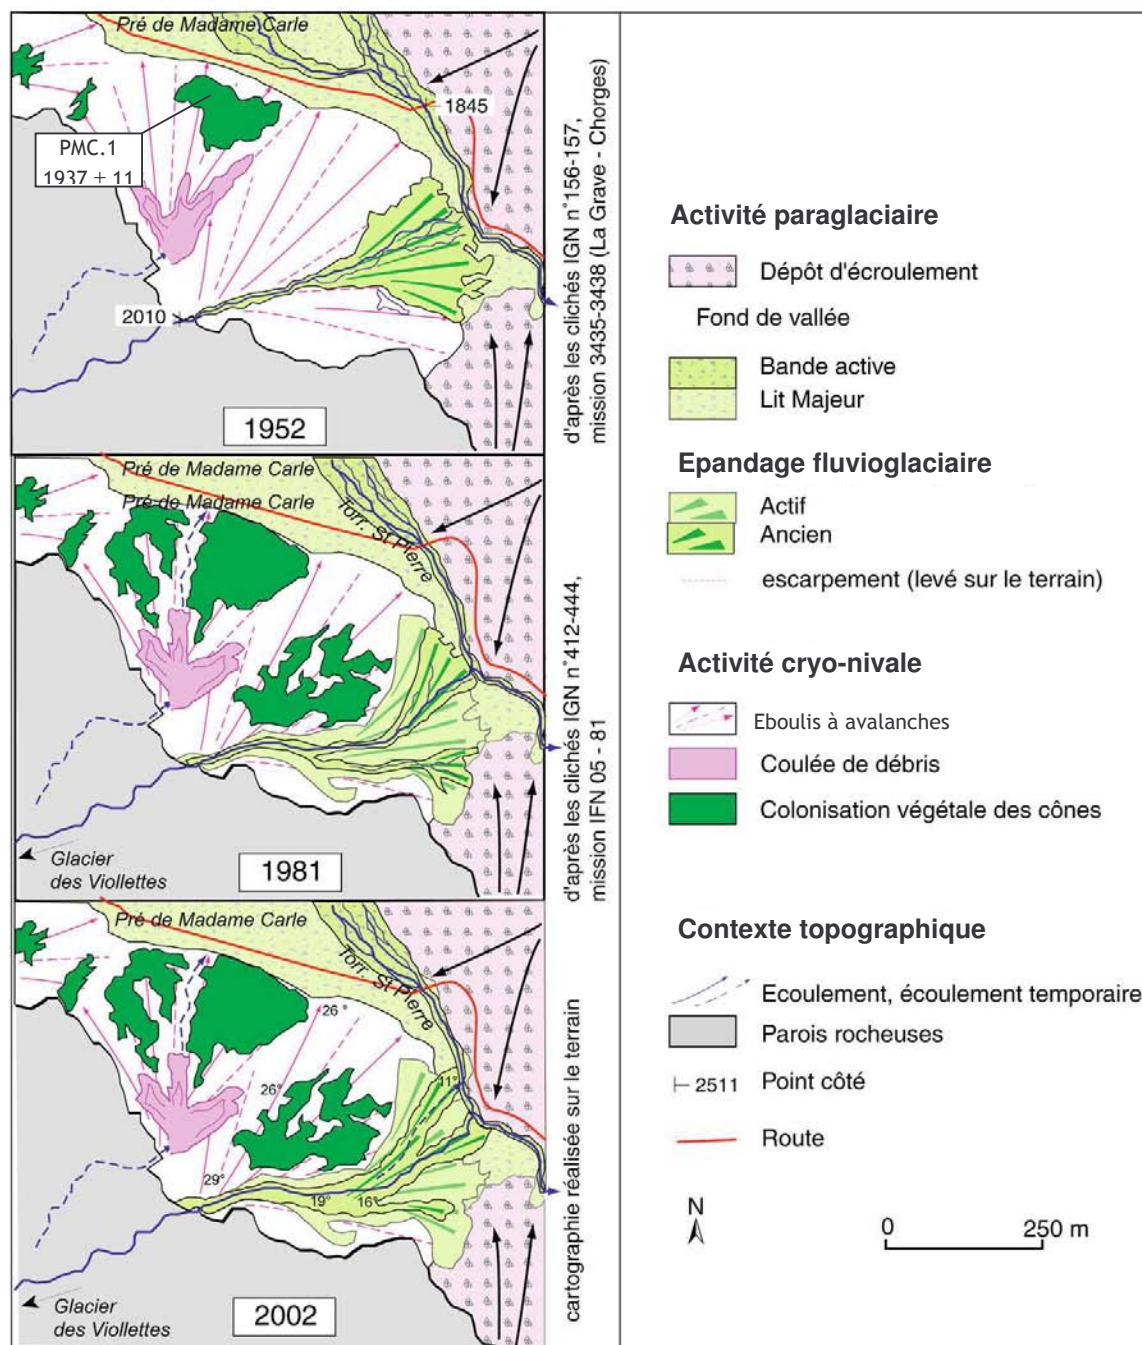 Pré de Madame Carle
1845
PMC.1
1937 + 11
2010
1952
d'après les clichés IGN n°156-157,
mission 3435-3438 (La Grave - Chorges)
Pré de Madame Carle
Pré de Madame Carle
Torr. St Pierre
Glacier
des Viollettes
1981
d'après les clichés IGN n°412-444,
mission IFN 05 - 81
Pré de Madame Carle
Torr. St Pierre
26°
26°
11°
29°
19°
16°
Glacier
des Viollettes
2002
cartographie réalisée sur le terrain
Activité paraglaciaire
Dépôt d'écroulement
Fond de vallée
Bande active
Lit Majeur
Epandage fluvioglaciaire
Actif
Ancien
escarpement (levé sur le terrain)
Activité cryo-nivale
Eboulis à avalanches
Coulée de débris
Colonisation végétale des cônes
Contexte topographique
Ecoulement, écoulement temporaire
Parois rocheuses
2511 Point côté
Route
N
0 250 m